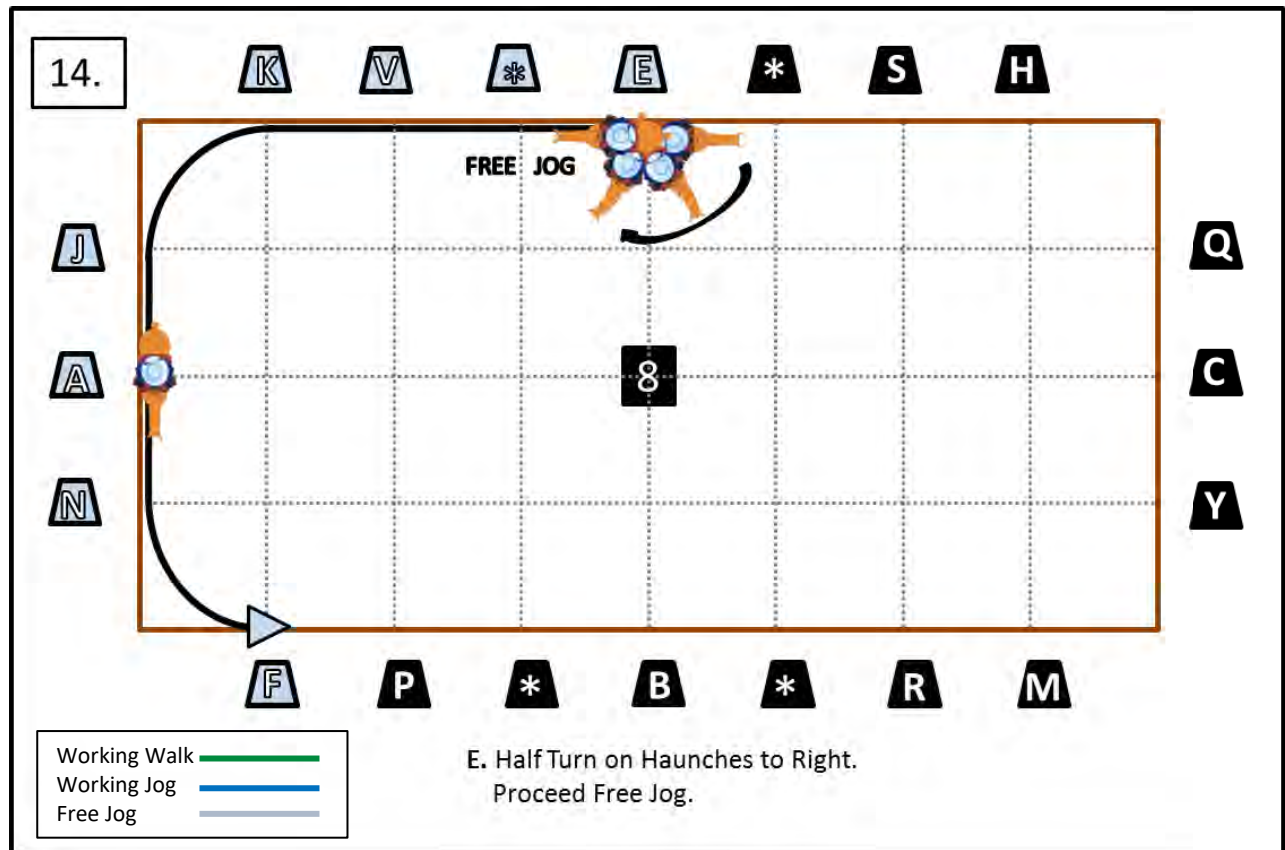 14.
K V * E * S H
FREE JOG
J Q
A 8 C
N Y
F P * B * R M
Working Walk
Working Jog
Free Jog
E. Half Turn on Haunches to Right.
Proceed Free Jog.